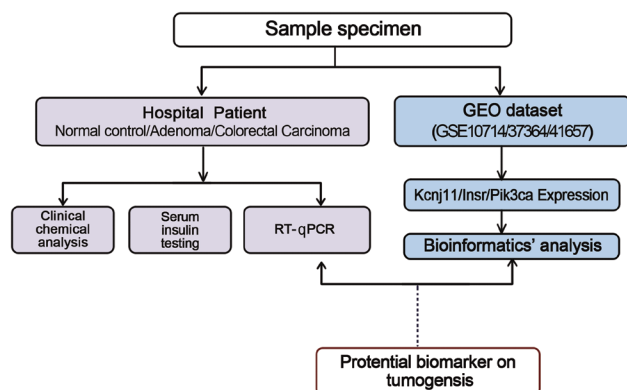 Sample specimen
Hospital Patient
Normal control/Adenoma/Colorectal Carcinoma
GEO dataset
(GSE10714/37364/41657)
Clinical
chemical
analysis
Serum
insulin
testing
RT-qPCR
Kcnj11/Insr/Pik3ca Expression
Bioinformatics' analysis
Protential biomarker on
tumogensis